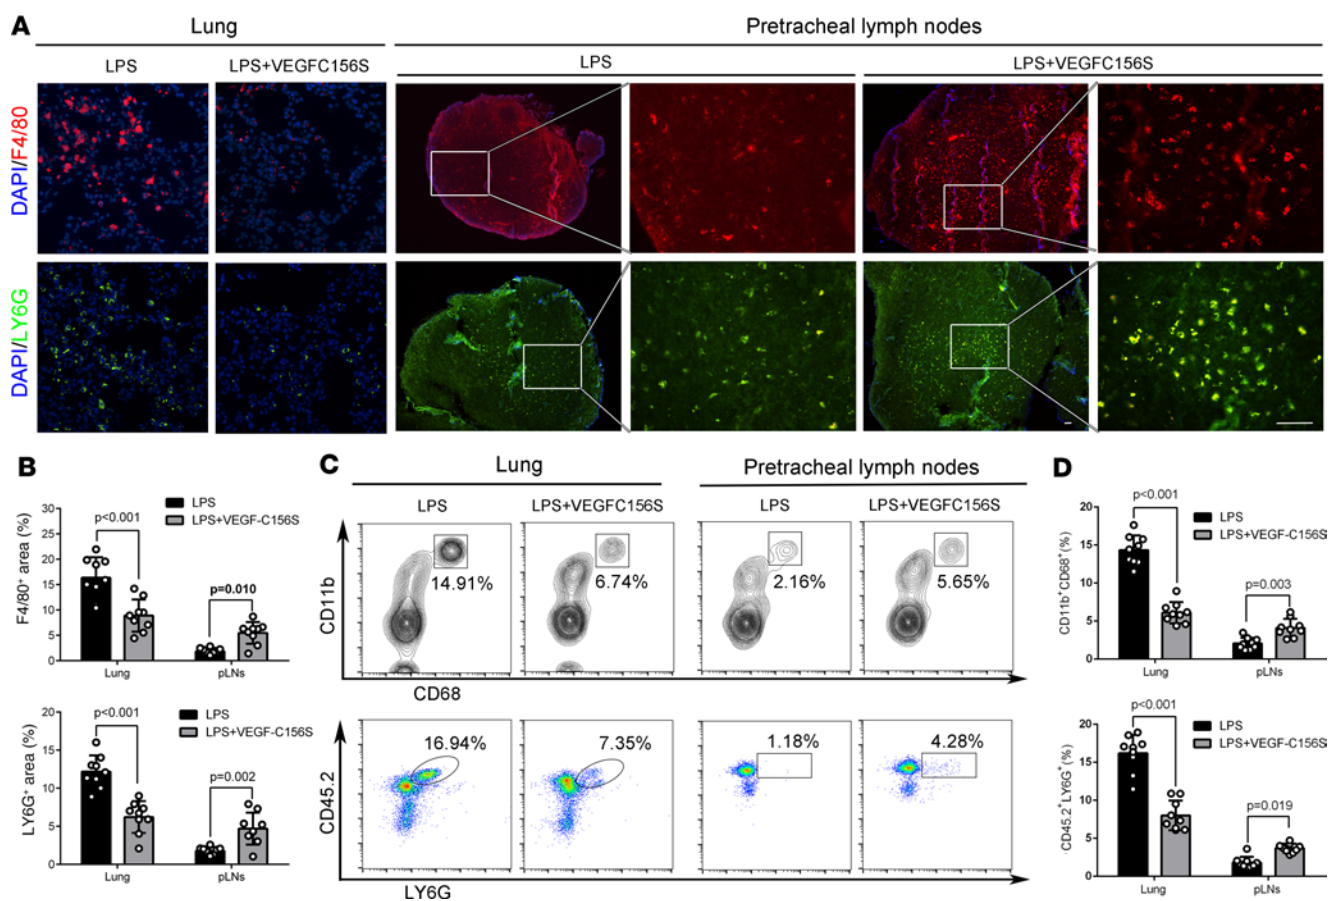 A
Lung
Pretracheal lymph nodes
LPS
LPS+VEGFC156S
LPS
LPS+VEGFC156S
DAPI/F4/80
DAPI/LY6G
B
F4/80+ area (%)
30
25
20
15
10
5
0
p<0.001
p=0.010
LPS
LPS+VEGF-C156S
Lung
pLNs
LY6G+ area (%)
20
15
10
5
0
p<0.001
p=0.002
LPS
LPS+VEGF-C156S
Lung
pLNs
C
Lung
Pretracheal lymph nodes
LPS
LPS+VEGFC156S
LPS
LPS+VEGFC156S
CD11b
14.91%
6.74%
2.16%
5.65%
CD68
CD45.2
16.94%
7.35%
1.18%
4.28%
LY6G
D
CD11b+CD68+(%)
20
15
10
5
0
p<0.001
p=0.003
LPS
LPS+VEGF-C156S
Lung
pLNs
CD45.2+LY6G+(%)
20
15
10
5
0
p<0.001
p=0.019
LPS
LPS+VEGF-C156S
Lung
pLNs